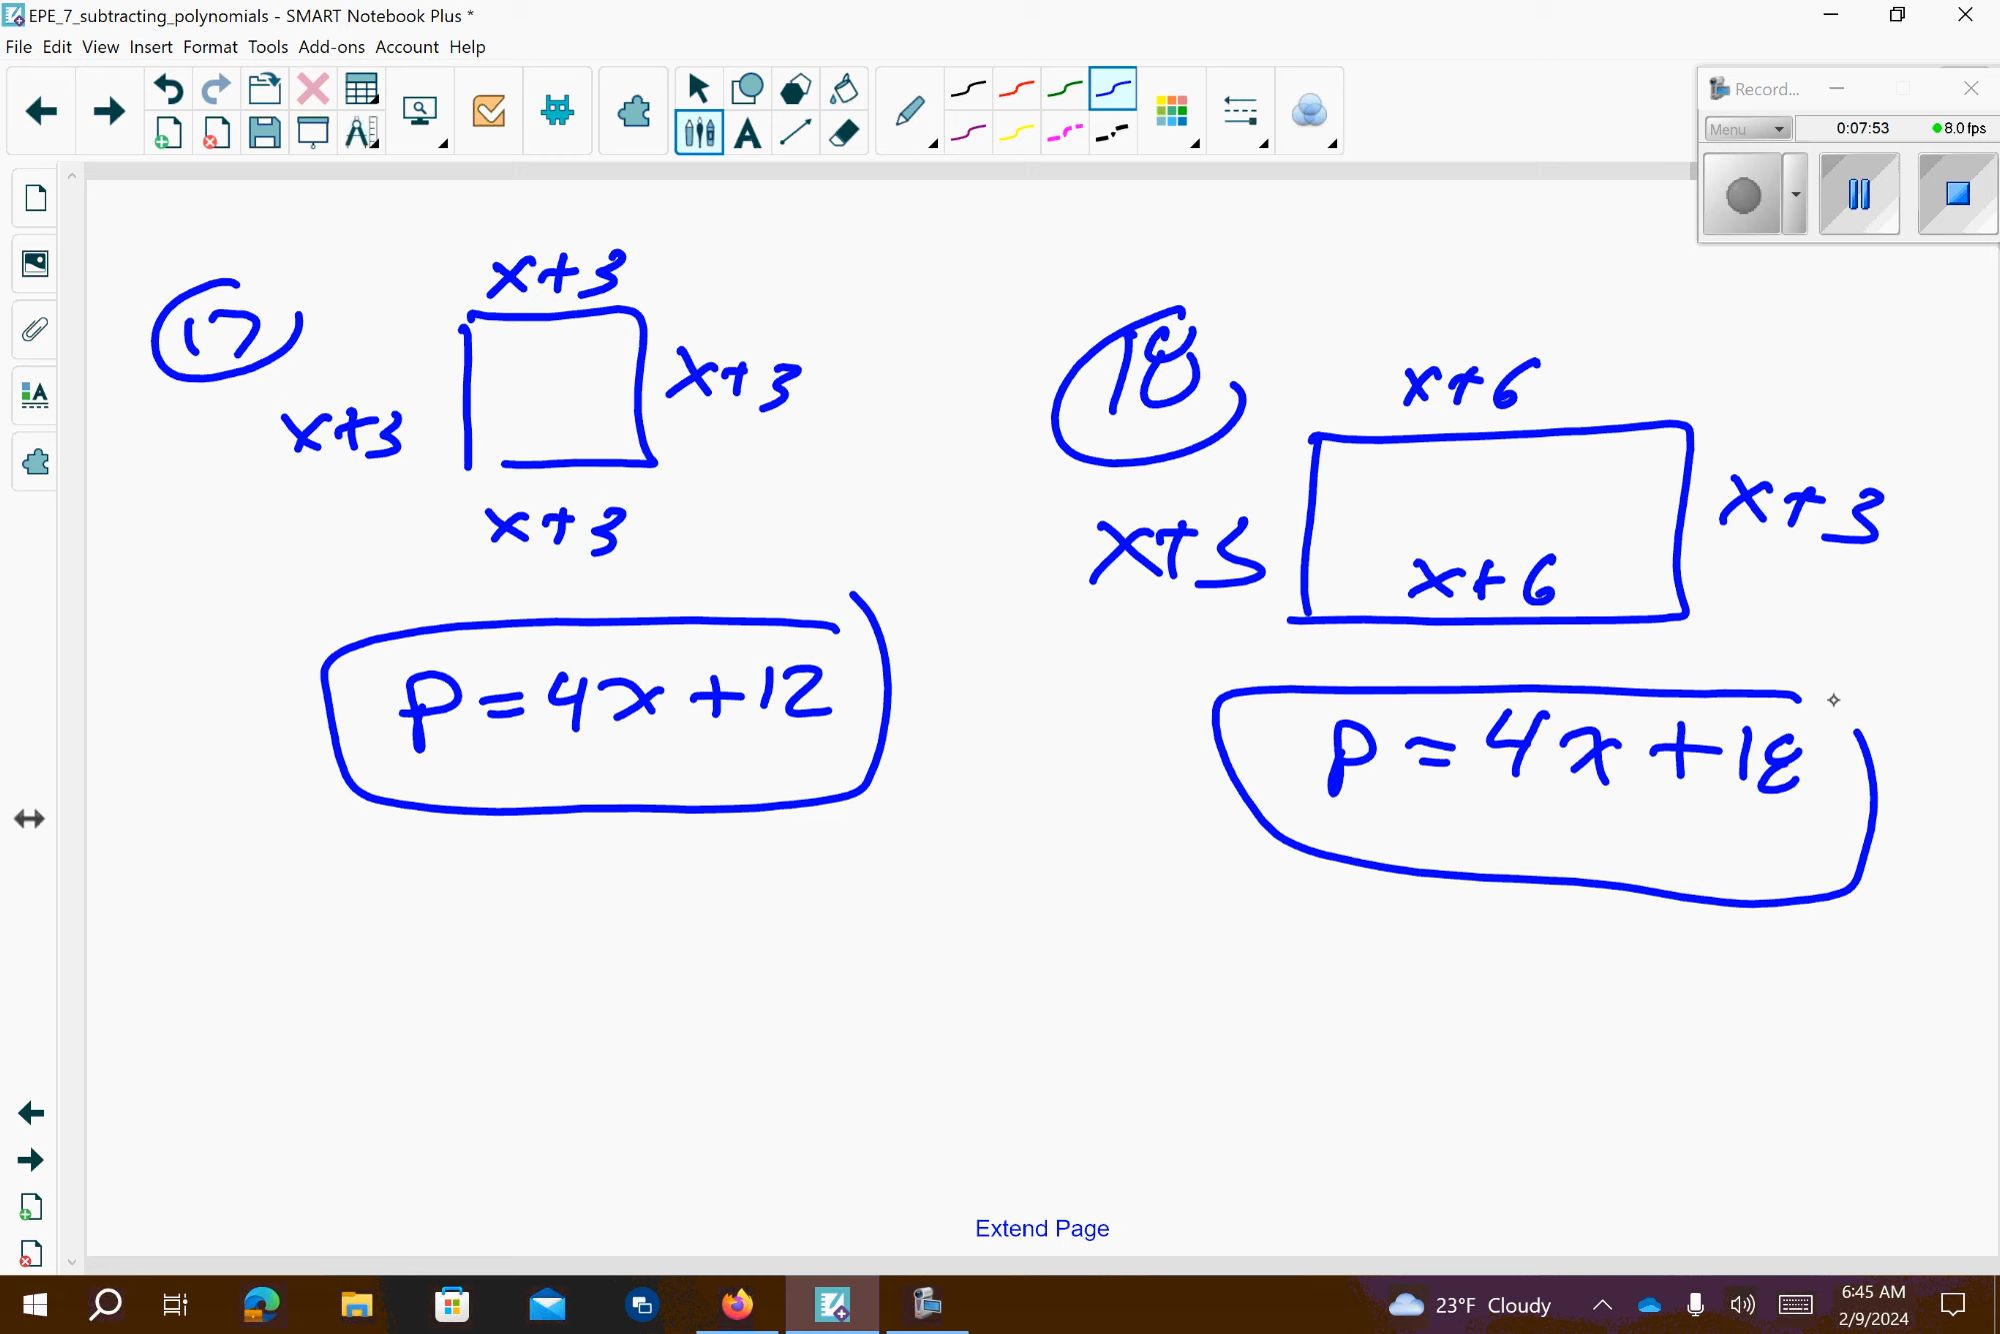 EPE_7_subtracting_polynomials - SMART Notebook Plus *
File Edit View Insert Format Tools Add-ons Account Help
Record...
Menu 0:07:53 8.0 fps
17
x+3
x+3
x+3
x+3
P=4x+12
18
x+6
x+3
x+3
x+6
P=4x+18
Extend Page
23°F Cloudy
6:45 AM
2/9/2024